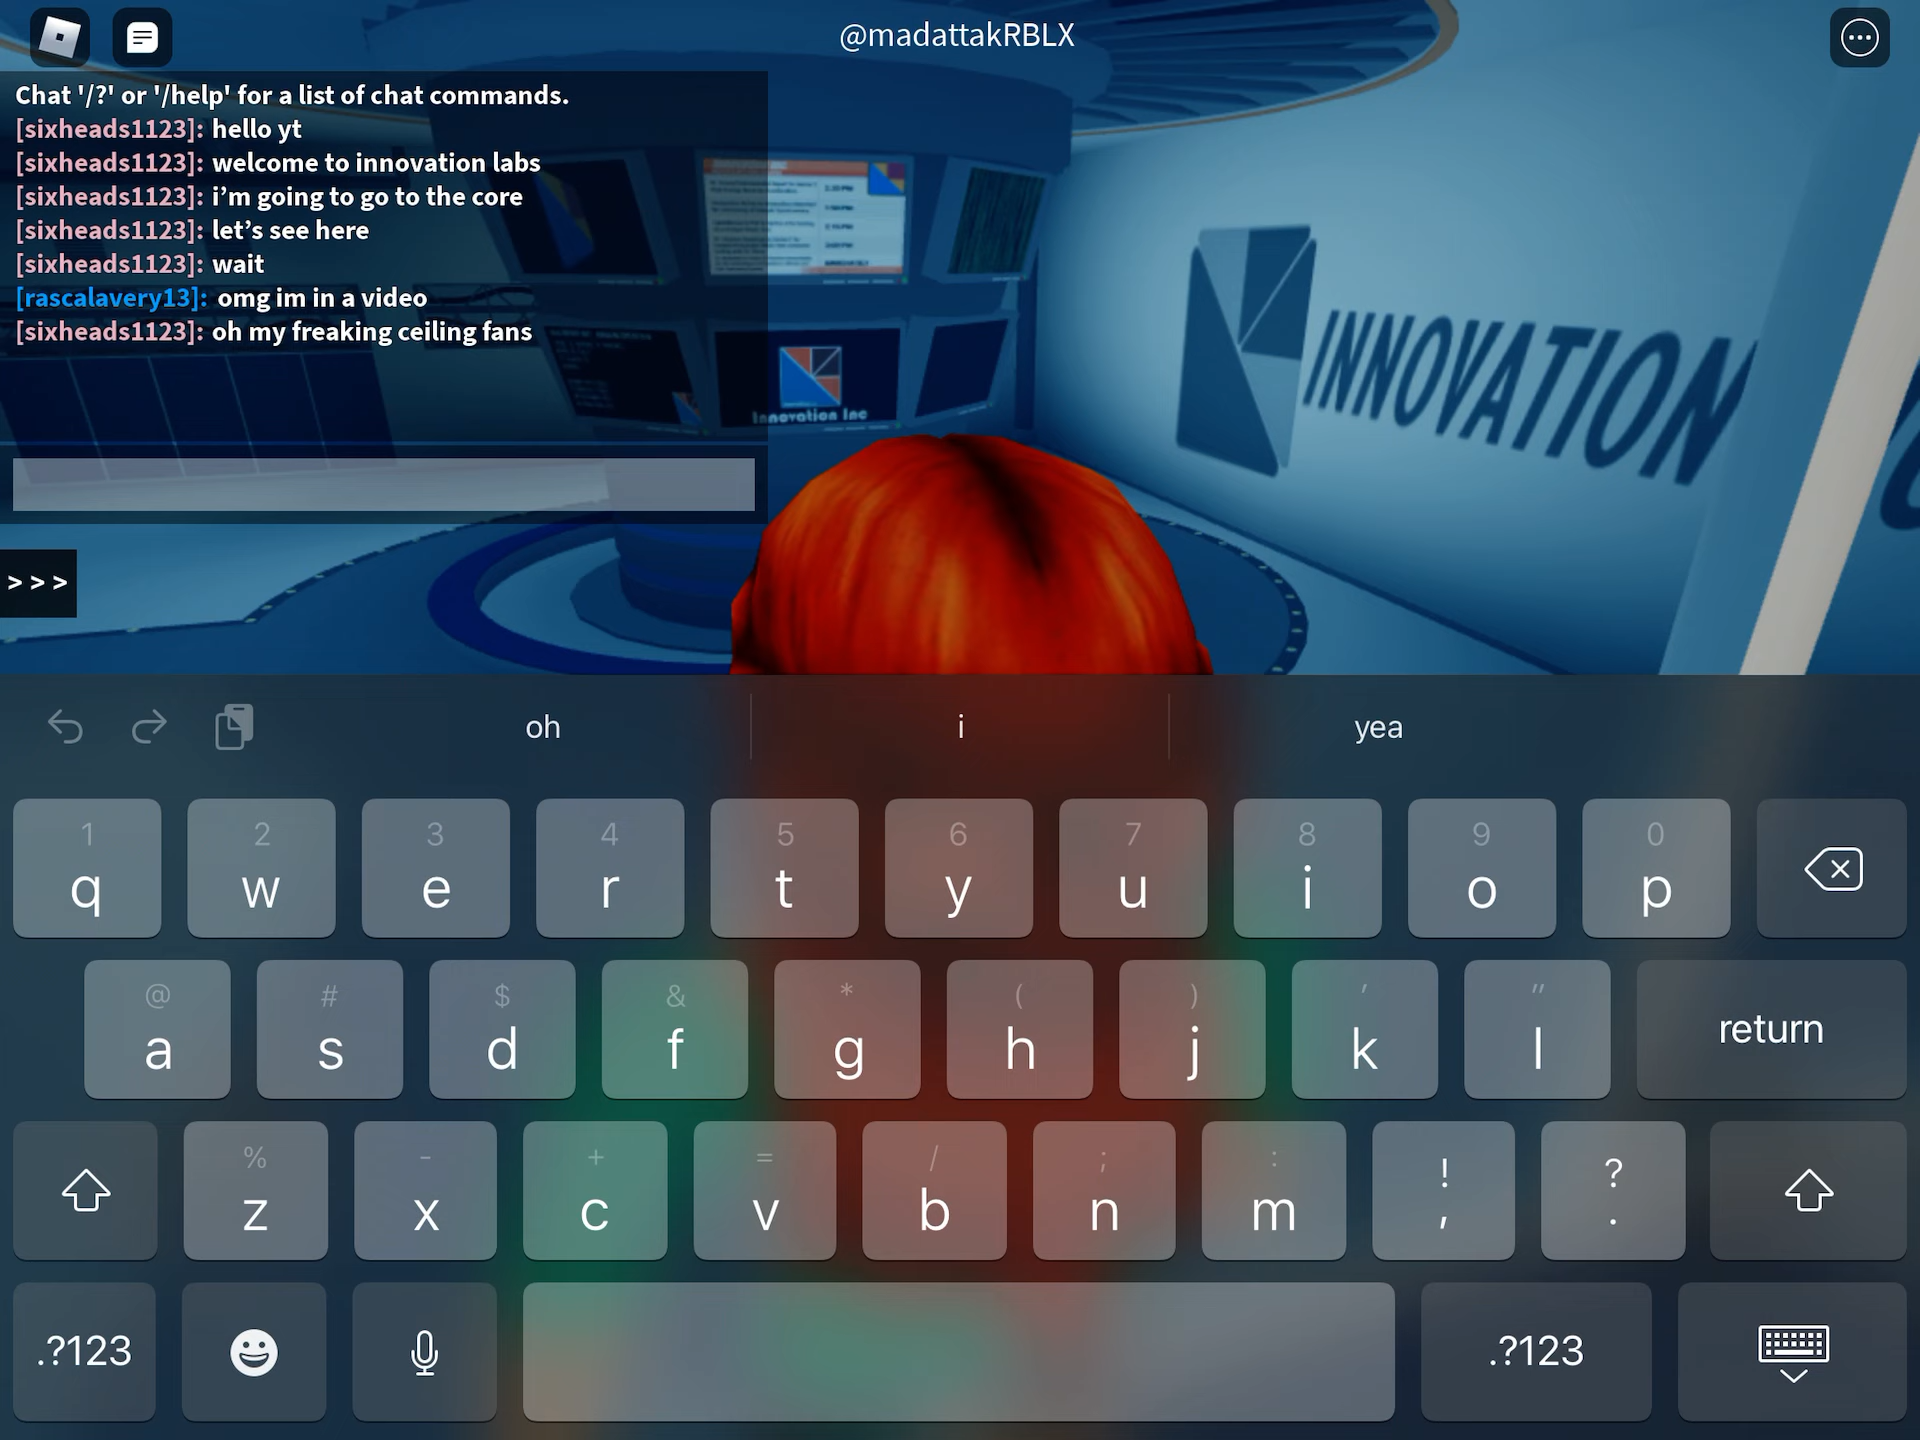 @madattakRBLX
Chat '/?' or '/help' for a list of chat commands.
[sixheads1123]: hello yt
[sixheads1123]: welcome to innovation labs
[sixheads1123]: i’m going to go to the core
[sixheads1123]: let’s see here
[sixheads1123]: wait
[rascalavery13]: omg im in a video
[sixheads1123]: oh my freaking ceiling fans
INNOVATION
Innovation Inc
> > >
oh i yea
1 2 3 4 5 6 7 8 9 0
q w e r t y u i o p
@ # $ & * ( ) ' "
a s d f g h j k l return
% - + = / ; : ! ?
z x c v b n m , .
.?123 .?123